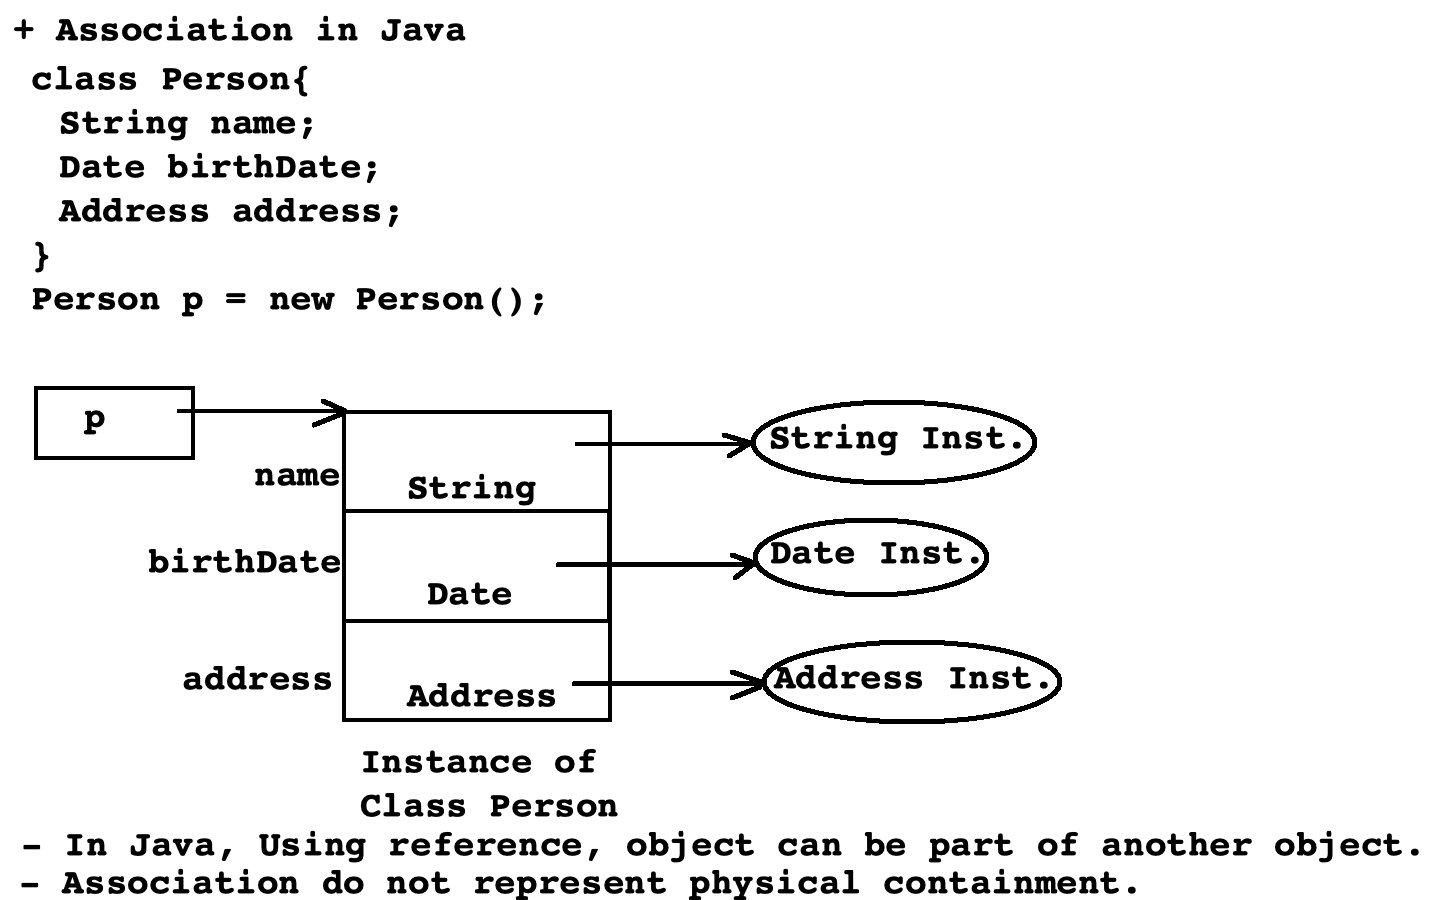 + Association in Java
class Person{
String name;
Date birthDate;
Address address;
}
Person p = new Person();
p
name
String
String Inst.
birthDate
Date
Date Inst.
address
Address
Address Inst.
Instance of
Class Person
- In Java, Using reference, object can be part of another object.
- Association do not represent physical containment.